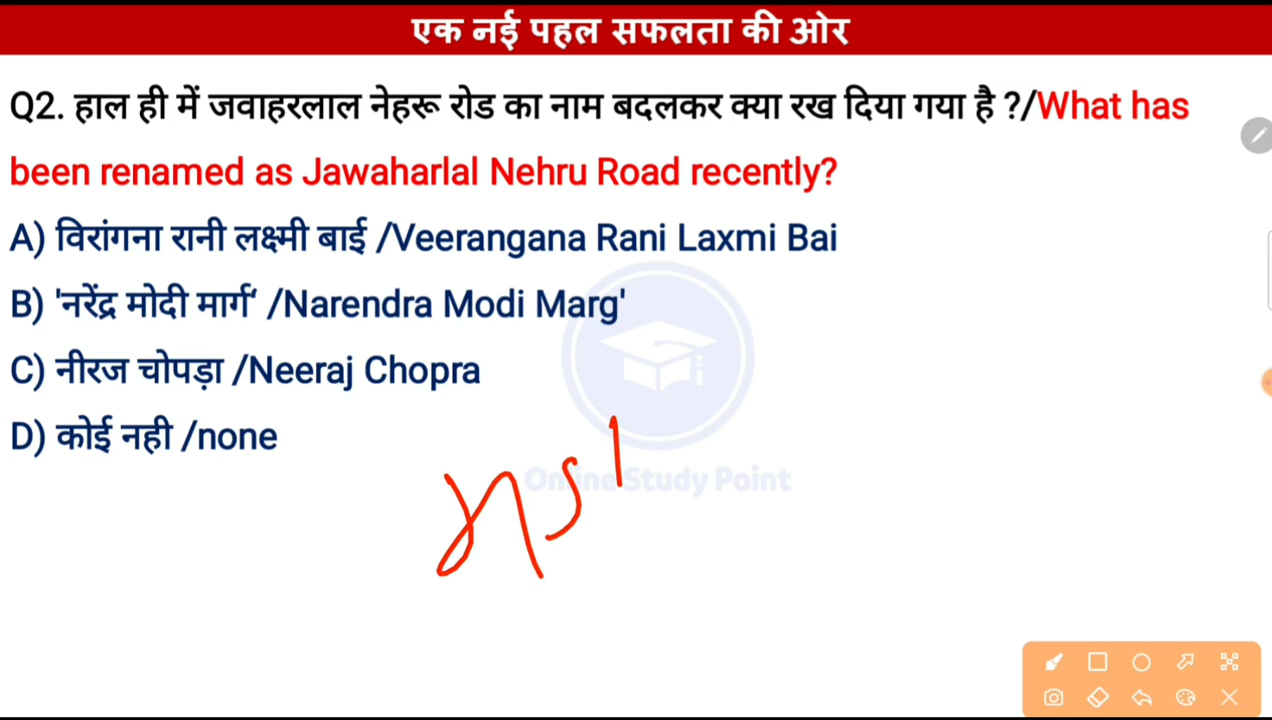 एक नई पहल सफलता की ओर
Q2. हाल ही में जवाहरलाल नेहरू रोड का नाम बदलकर क्या रख दिया गया है ?/What has
been renamed as Jawaharlal Nehru Road recently?
A) विरांगना रानी लक्ष्मी बाई /Veerangana Rani Laxmi Bai
B) 'नरेंद्र मोदी मार्ग‘ /Narendra Modi Marg'
C) नीरज चोपड़ा /Neeraj Chopra
D) कोई नही /none
Online Study Point